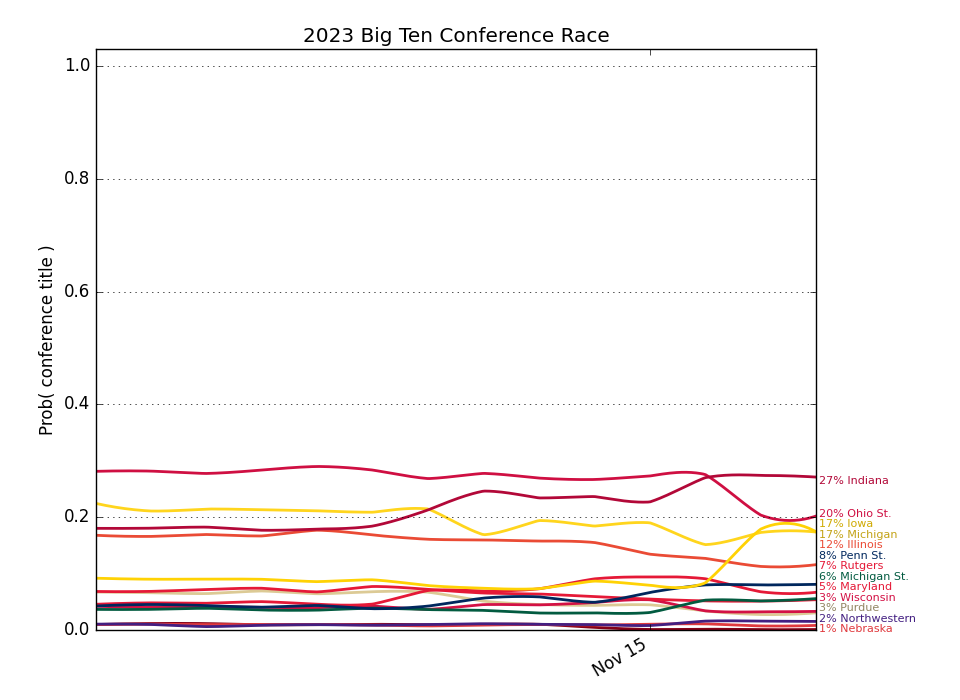 2023 Big Ten Conference Race
Prob( conference title )
1.0
0.8
0.6
0.4
0.2
0.0
Nov 15
27% Indiana
20% Ohio St.
17% Iowa
17% Michigan
12% Illinois
8% Penn St.
7% Rutgers
6% Michigan St.
5% Maryland
3% Wisconsin
3% Purdue
2% Northwestern
1% Nebraska